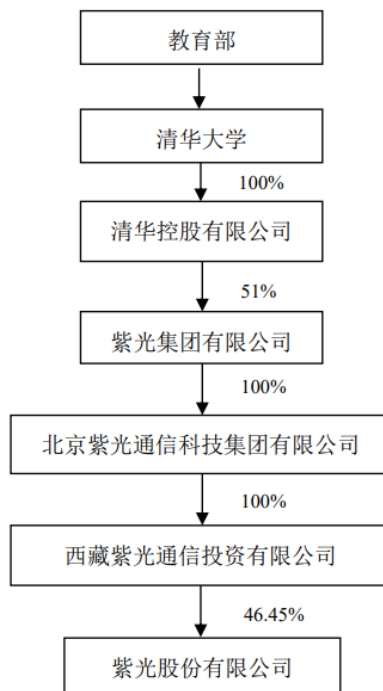 教育部
清华大学
100%
清华控股有限公司
51%
紫光集团有限公司
100%
北京紫光通信科技集团有限公司
100%
西藏紫光通信投资有限公司
46.45%
紫光股份有限公司